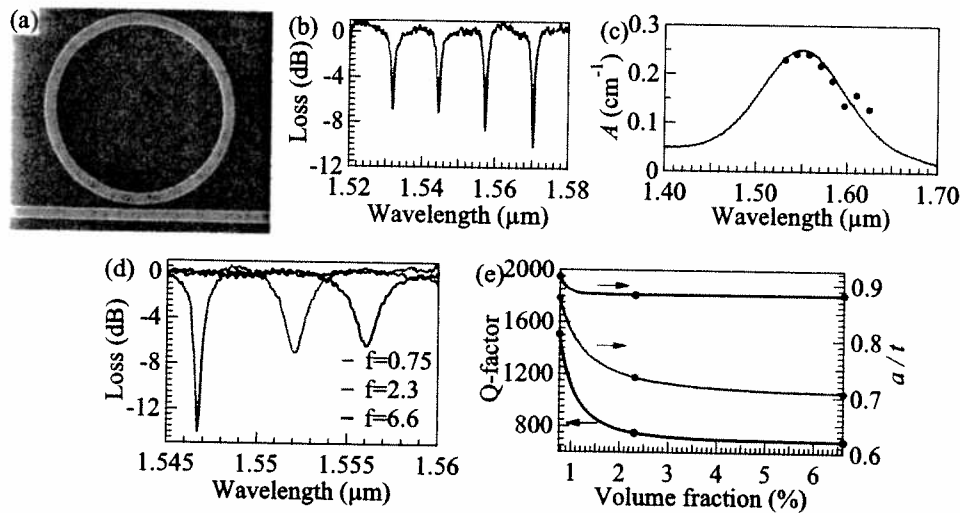 (a)
(b)
0
-4
-8
-12
Loss (dB)
1.52 1.54 1.56 1.58
Wavelength (µm)
(c)
0.3
0.2
0.1
0
A (cm⁻¹)
1.40 1.50 1.60 1.70
Wavelength (µm)
(d)
0
-4
-8
-12
Loss (dB)
– f=0.75
– f=2.3
– f=6.6
1.545 1.55 1.555 1.56
Wavelength (µm)
(e)
2000
1600
1200
800
Q-factor
0.9
0.8
0.7
0.6
a / t
1 2 3 4 5 6
Volume fraction (%)